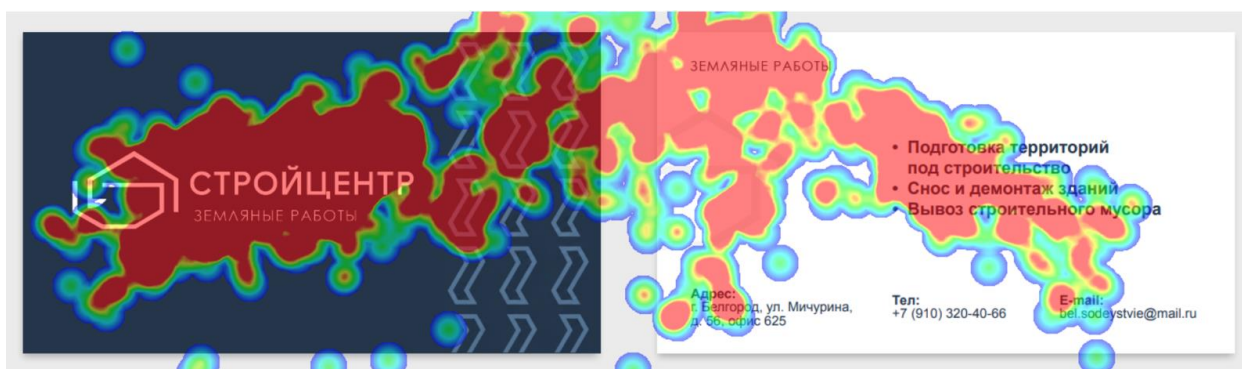 СТРОЙЦЕНТР
ЗЕМЛЯНЫЕ РАБОТЫ
ЗЕМЛЯНЫЕ РАБОТЫ
• Подготовка территорий
под строительство
• Снос и демонтаж зданий
• Вывоз строительного мусора
Адрес:
г. Белгород, ул. Мичурина,
д. 56, офис 625
Тел:
+7 (910) 320-40-66
E-mail:
bel.sodeystvie@mail.ru